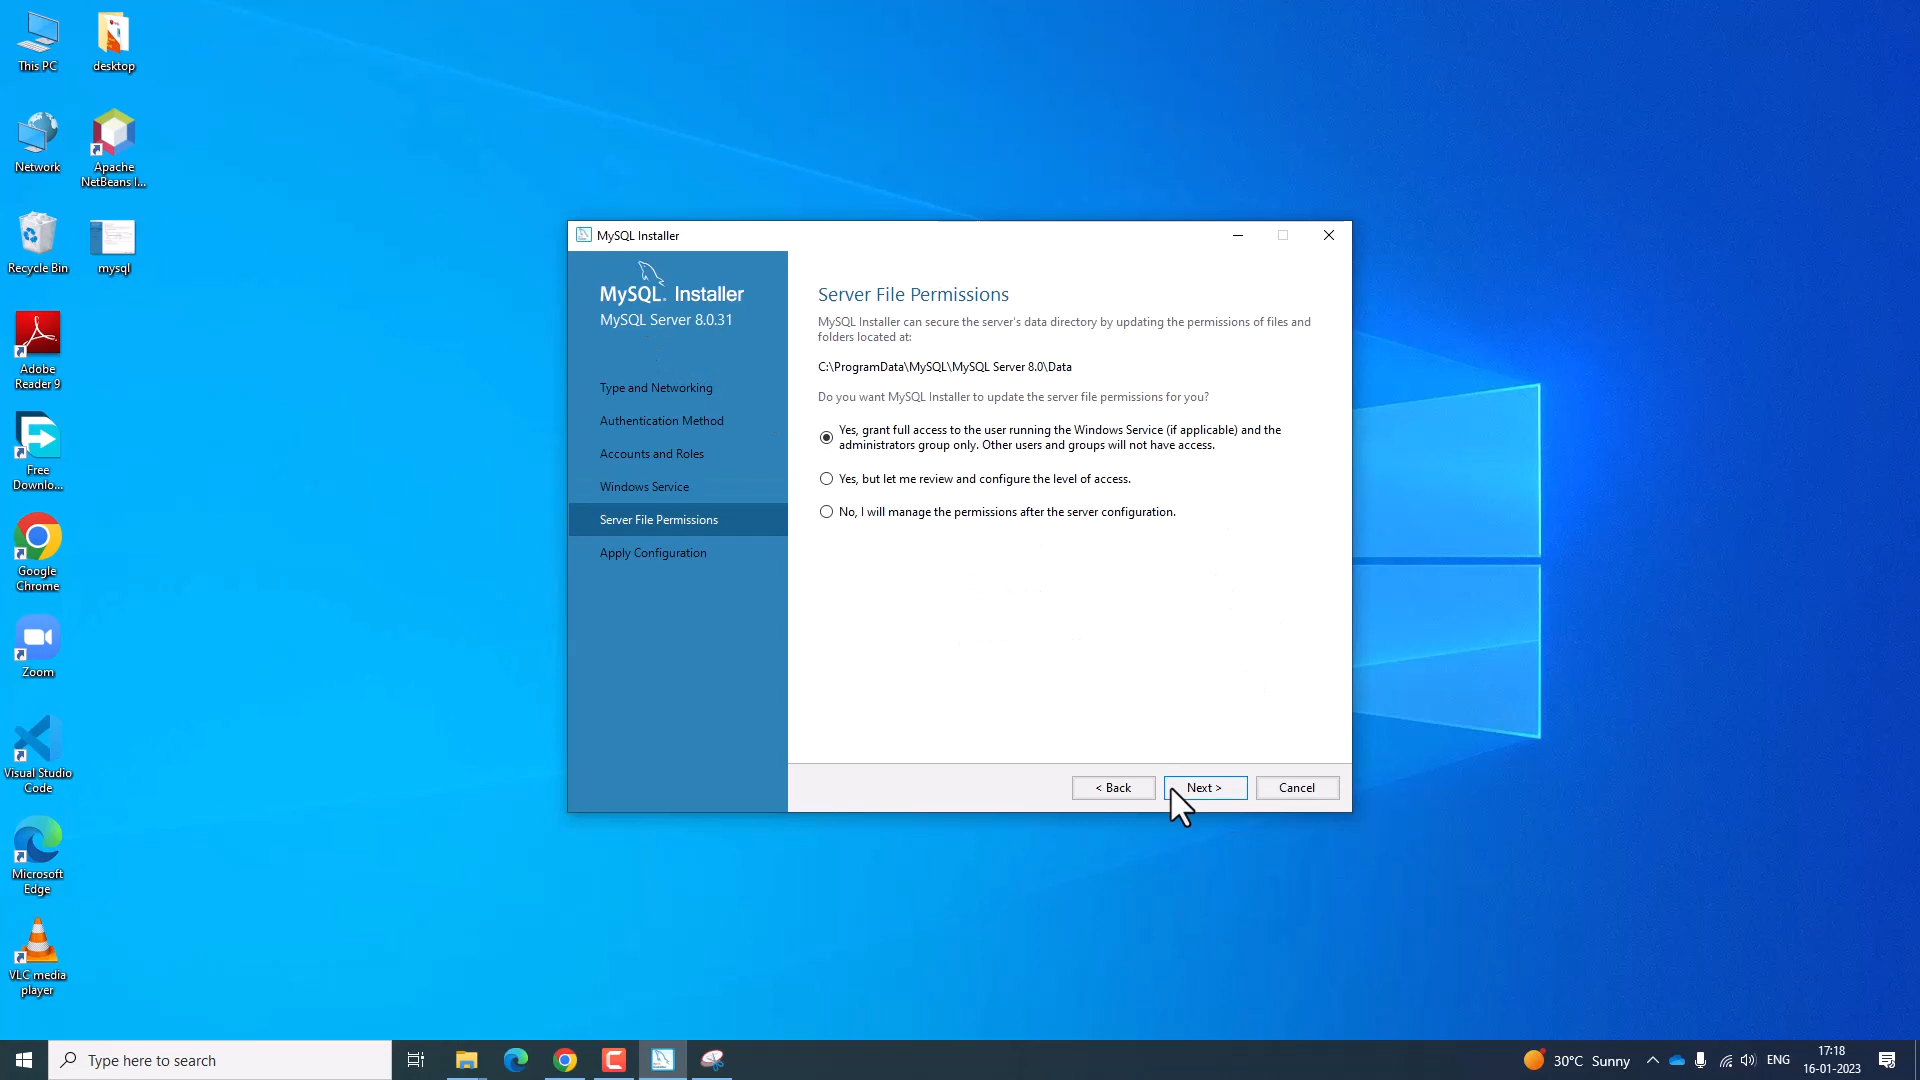 This PC
desktop
Network
Apache
NetBeans I...
Recycle Bin
mysql
Adobe
Reader 9
Free
Downlo...
Google
Chrome
Zoom
Visual Studio
Code
Microsoft
Edge
VLC media
player
MySQL Installer
MySQL. Installer
MySQL Server 8.0.31
Type and Networking
Authentication Method
Accounts and Roles
Windows Service
Server File Permissions
Apply Configuration
Server File Permissions
MySQL Installer can secure the server's data directory by updating the permissions of files and
folders located at:
C:\ProgramData\MySQL\MySQL Server 8.0\Data
Do you want MySQL Installer to update the server file permissions for you?
Yes, grant full access to the user running the Windows Service (if applicable) and the
administrators group only. Other users and groups will not have access.
Yes, but let me review and configure the level of access.
No, I will manage the permissions after the server configuration.
< Back
Next >
Cancel
Type here to search
30°C Sunny
ENG
17:18
16-01-2023